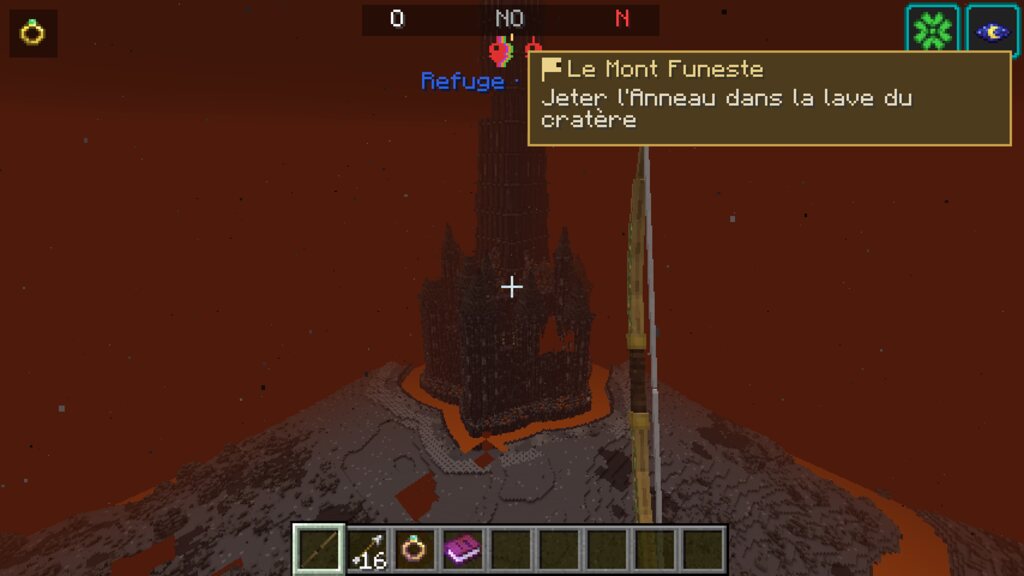 O NO N
Refuge ·
Le Mont Funeste
Jeter l'Anneau dans la lave du
cratère
16